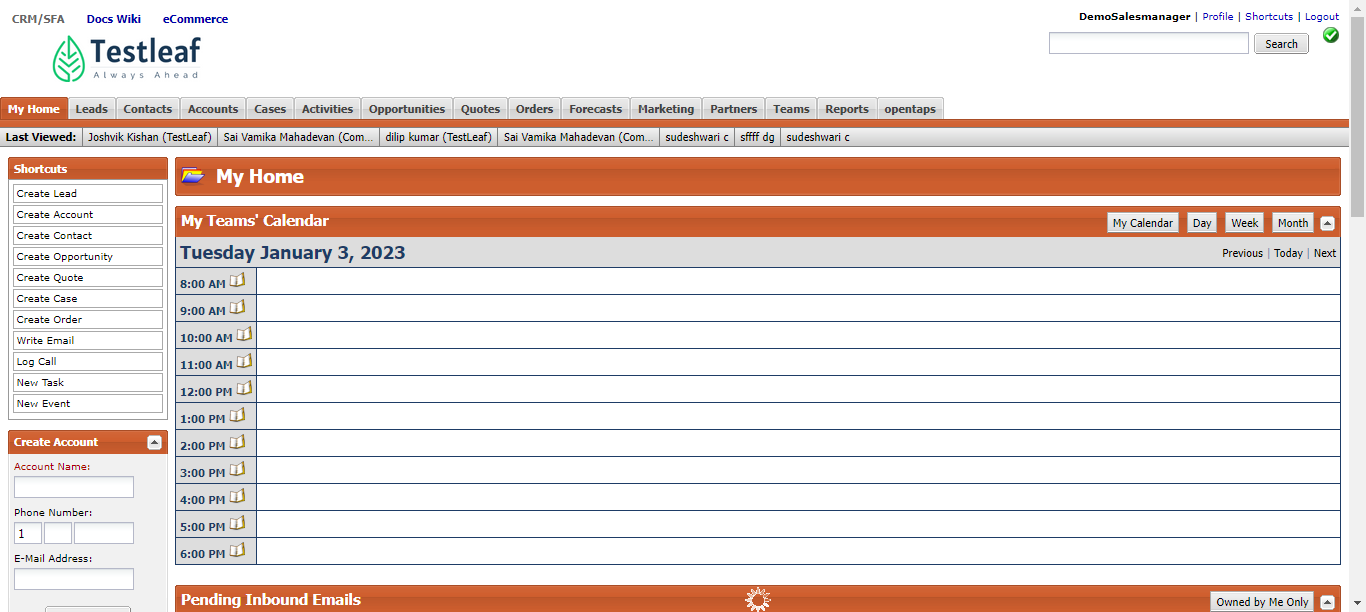 CRM/SFA Docs Wiki eCommerce
DemoSalesmanager | Profile | Shortcuts | Logout
Testleaf
Always Ahead
Search
My Home Leads Contacts Accounts Cases Activities Opportunities Quotes Orders Forecasts Marketing Partners Teams Reports opentaps
Last Viewed: Joshvik Kishan (TestLeaf) Sai Vamika Mahadevan (Com... dilip kumar (TestLeaf) Sai Vamika Mahadevan (Com... sudeshwari c sffff dg sudeshwari c
Shortcuts
Create Lead
Create Account
Create Contact
Create Opportunity
Create Quote
Create Case
Create Order
Write Email
Log Call
New Task
New Event
Create Account
Account Name:
Phone Number:
1
E-Mail Address:
My Home
My Teams' Calendar My Calendar Day Week Month
Tuesday January 3, 2023 Previous | Today | Next
8:00 AM
9:00 AM
10:00 AM
11:00 AM
12:00 PM
1:00 PM
2:00 PM
3:00 PM
4:00 PM
5:00 PM
6:00 PM
Pending Inbound Emails Owned by Me Only